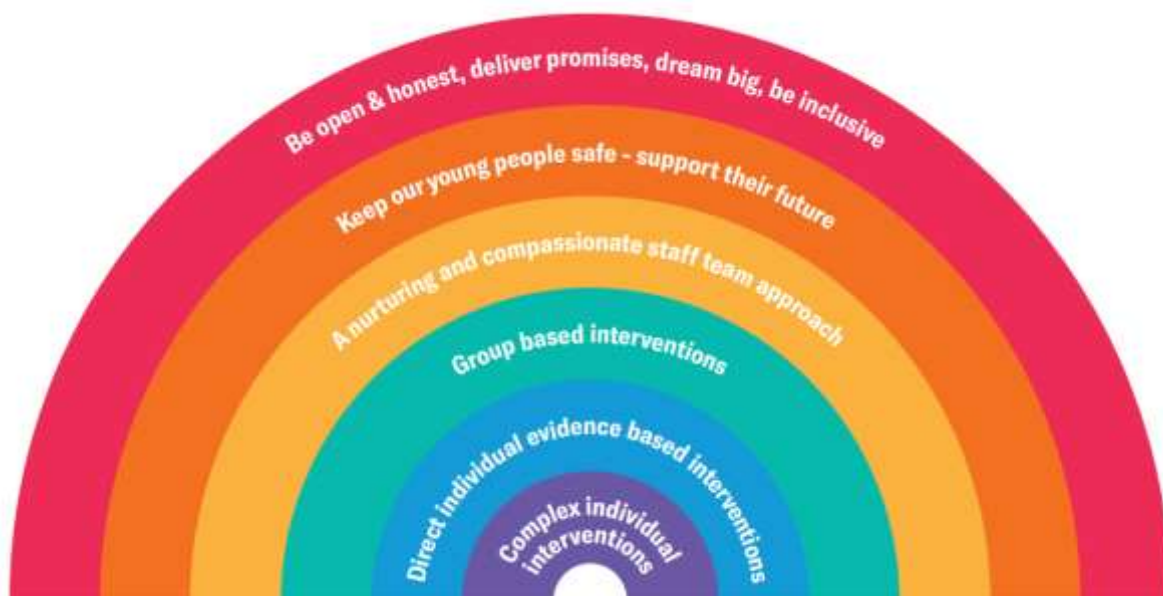 Be open & honest, deliver promises, dream big, be inclusive
Keep our young people safe - support their future
A nurturing and compassionate staff team approach
Group based interventions
Direct individual evidence based interventions
Complex individual
interventions